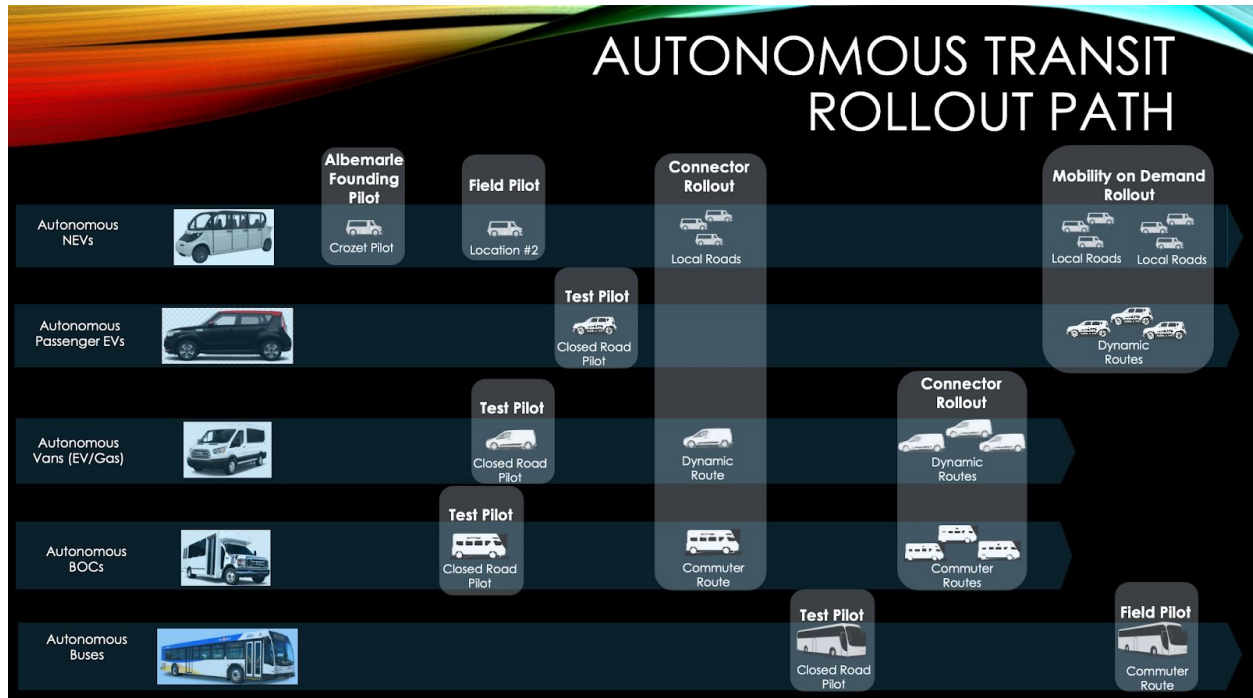 AUTONOMOUS TRANSIT
ROLLOUT PATH
Albemarle
Founding
Pilot
Field Pilot
Connector
Rollout
Mobility on Demand
Rollout
Autonomous
NEVs
Crozet Pilot
Location #2
Local Roads
Local Roads
Local Roads
Test Pilot
Autonomous
Passenger EVs
Closed Road
Pilot
Dynamic
Routes
Test Pilot
Connector
Rollout
Autonomous
Vans (EV/Gas)
Closed Road
Pilot
Dynamic
Route
Dynamic
Routes
Test Pilot
Autonomous
BOCs
Closed Road
Pilot
Commuter
Route
Commuter
Routes
Test Pilot
Field Pilot
Autonomous
Buses
Closed Road
Pilot
Commuter
Route